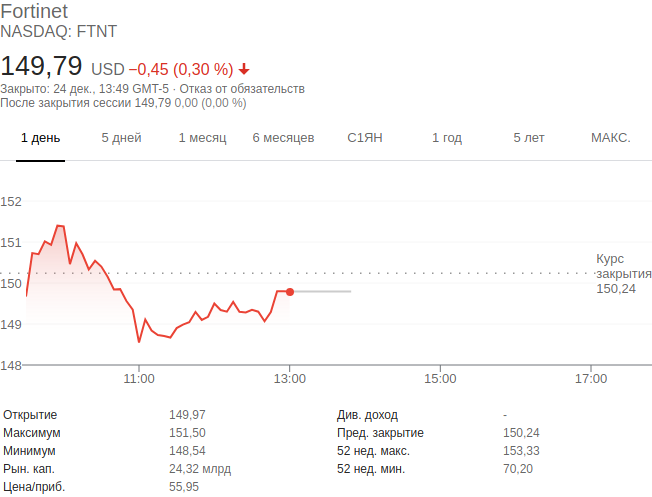 Fortinet
NASDAQ: FTNT
149,79 USD −0,45 (0,30 %)
Закрыто: 24 дек., 13:49 GMT-5 · Отказ от обязательств
После закрытия сессии 149,79 0,00 (0,00 %)
1 день 5 дней 1 месяц 6 месяцев С1ЯН 1 год 5 лет МАКС.
152
151
150
149
148
Курс
закрытия
150,24
11:00 13:00 15:00 17:00
Открытие 149,97 Див. доход -
Максимум 151,50 Пред. закрытие 150,24
Минимум 148,54 52 нед. макс. 153,33
Рын. кап. 24,32 млрд 52 нед. мин. 70,20
Цена/приб. 55,95